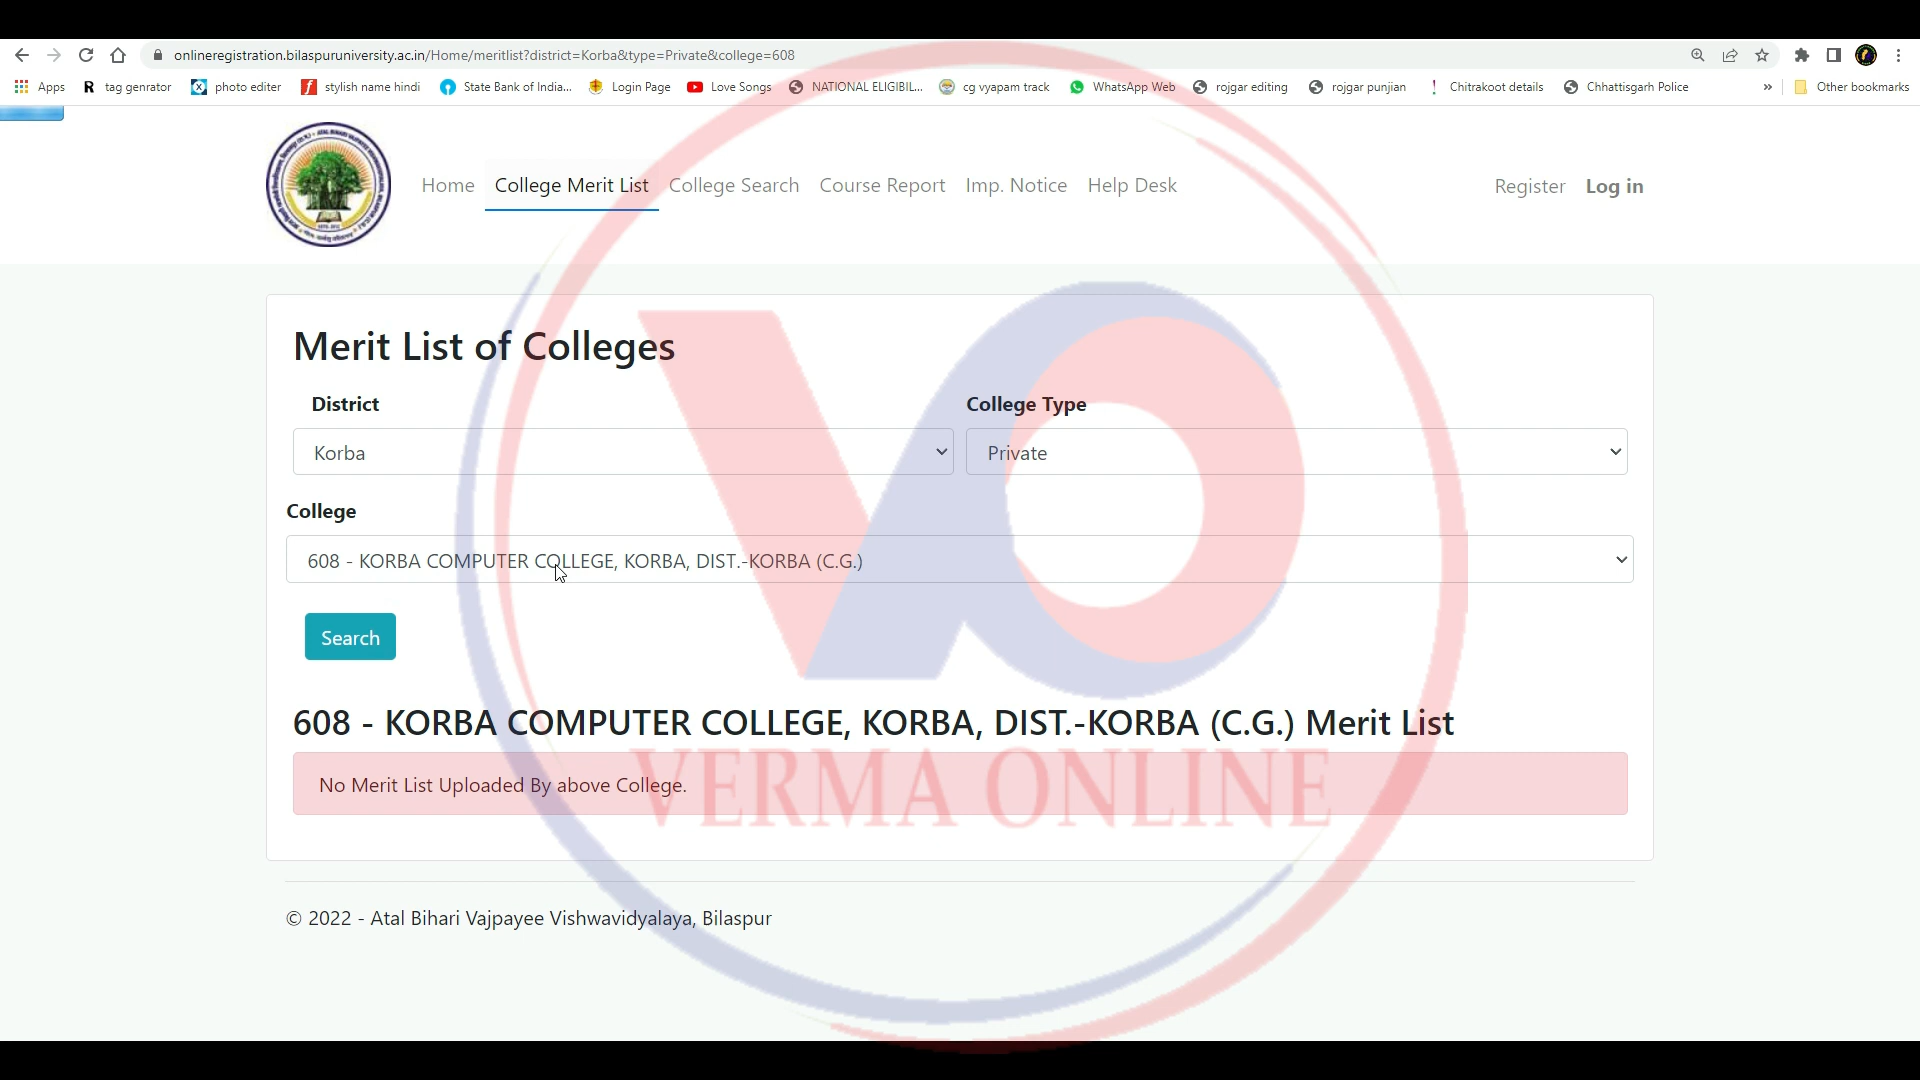 onlineregistration.bilaspuruniversity.ac.in/Home/meritlist?district=Korba&type=Private&college=608
Apps R tag genrator photo editer f stylish name hindi State Bank of India... Login Page Love Songs NATIONAL ELIGIBIL... cg vyapam track WhatsApp Web rojgar editing rojgar punjian ! Chitrakoot details Chhattisgarh Police » Other bookmarks
Home College Merit List College Search Course Report Imp. Notice Help Desk Register Log in
Merit List of Colleges
District College Type
Korba Private
College
608 - KORBA COMPUTER COLLEGE, KORBA, DIST.-KORBA (C.G.)
Search
608 - KORBA COMPUTER COLLEGE, KORBA, DIST.-KORBA (C.G.) Merit List
No Merit List Uploaded By above College.
VERMA ONLINE
© 2022 - Atal Bihari Vajpayee Vishwavidyalaya, Bilaspur